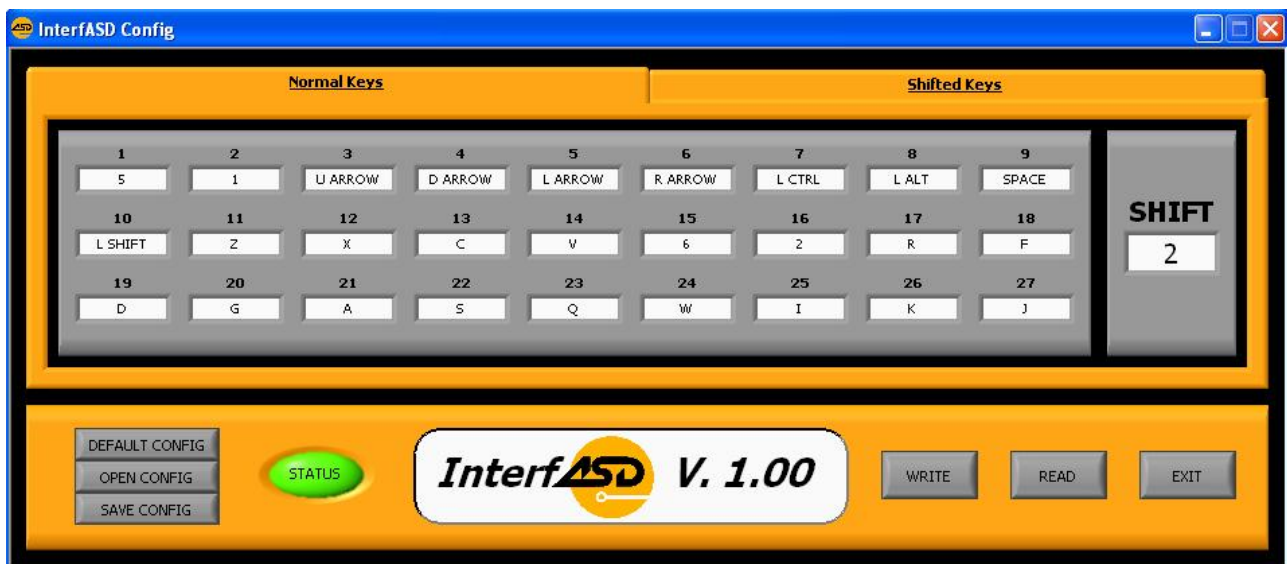 InterfASD Config
Normal Keys Shifted Keys
1 2 3 4 5 6 7 8 9
5 1 U ARROW D ARROW L ARROW R ARROW L CTRL L ALT SPACE
10 11 12 13 14 15 16 17 18
L SHIFT Z X C V 6 2 R F
19 20 21 22 23 24 25 26 27
D G A S Q W I K J
SHIFT
2
DEFAULT CONFIG
OPEN CONFIG
SAVE CONFIG
STATUS
InterfASD V. 1.00
WRITE READ EXIT